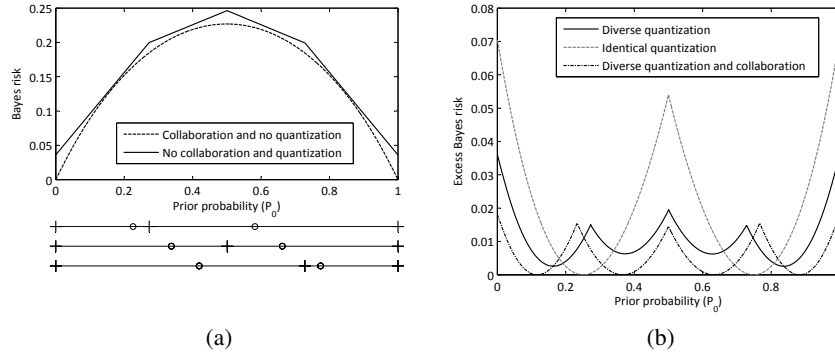 0.25
0.2
0.15
0.1
0.05
0
Bayes risk
Collaboration and no quantization
No collaboration and quantization
0 0.2 0.4 0.6 0.8 1
Prior probability (P0)
(a)
0.08
0.07
0.06
0.05
0.04
0.03
0.02
0.01
0.00
Excess Bayes risk
Diverse quantization
Identical quantization
Diverse quantization and collaboration
0 0.2 0.4 0.6 0.8
Prior probability (P0)
(b)